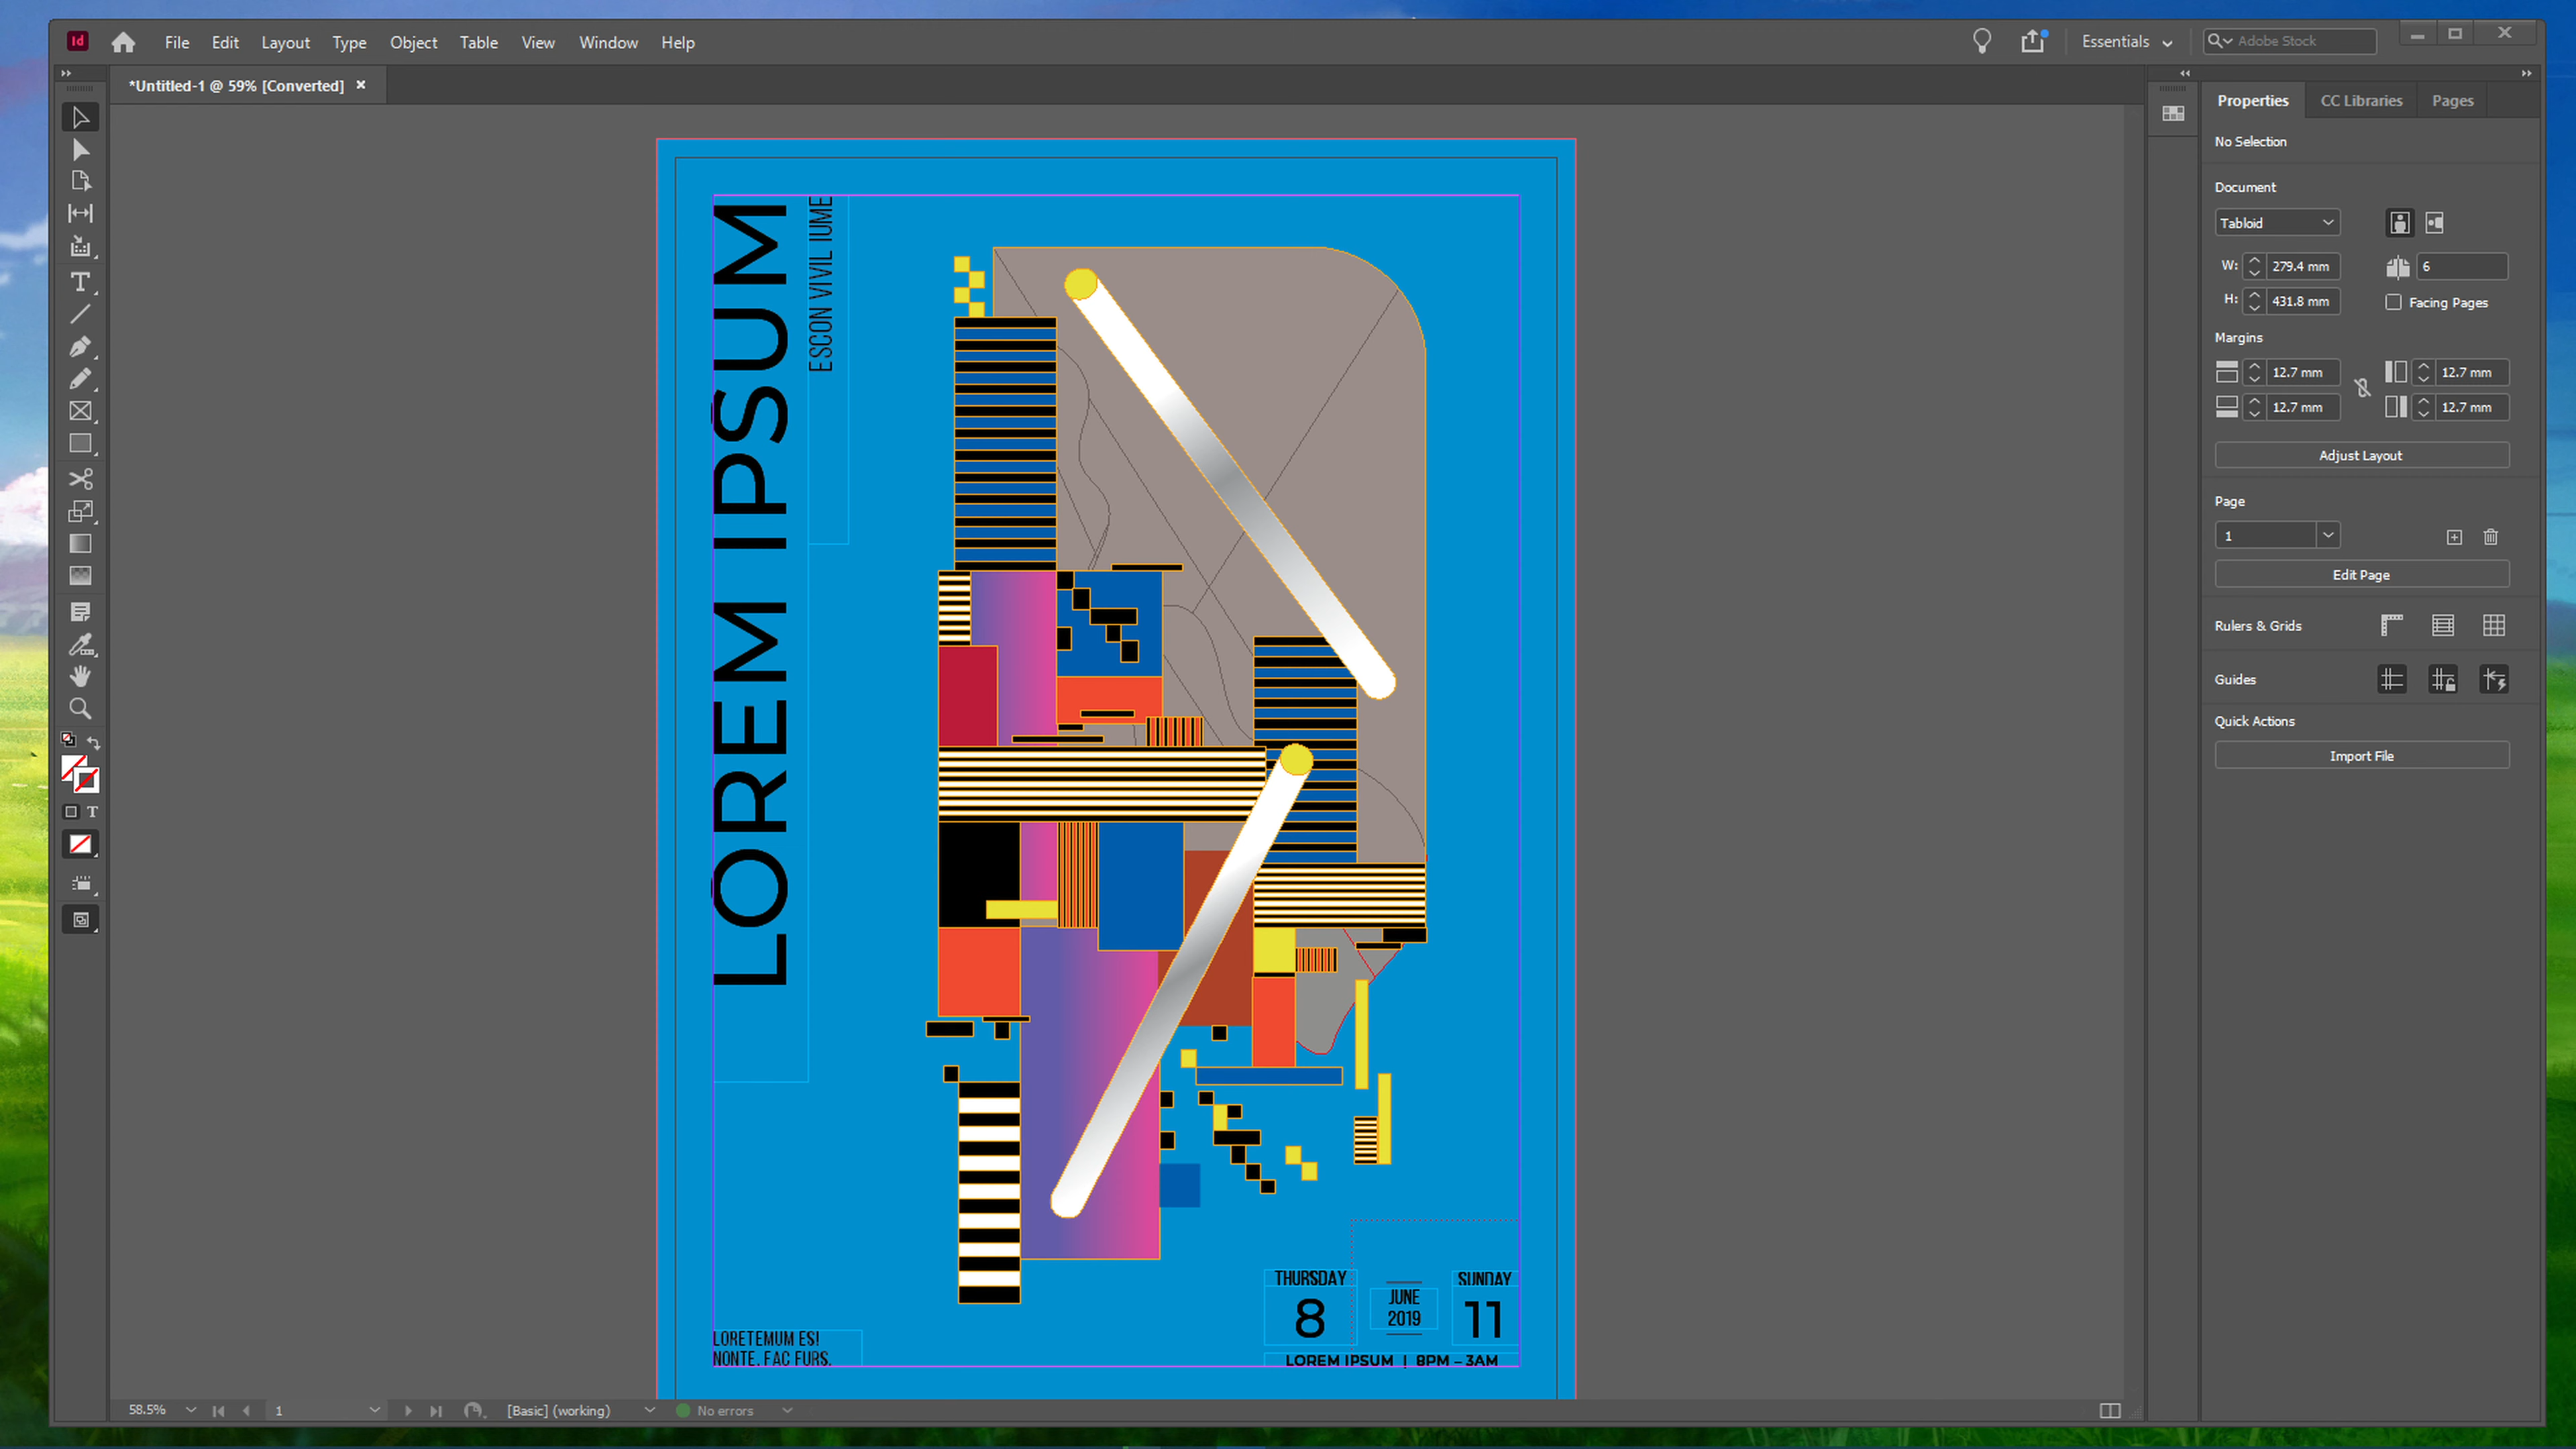 Id
File Edit Layout Type Object Table View Window Help
Essentials
Adobe Stock
*Untitled-1 @ 59% [Converted]
LOREM IPSUM
ESCON VIVIL IUME
THURSDAY
8
JUNE
2019
SUNDAY
11
LORETEMUM ES!
NONTE. FAC FURS.
LOREM IPSUM | 8PM – 3AM
58.5%
1
[Basic] (working)
No errors
Properties CC Libraries Pages
No Selection
Document
Tabloid
W: 279.4 mm
6
H: 431.8 mm
Facing Pages
Margins
12.7 mm
12.7 mm
12.7 mm
12.7 mm
Adjust Layout
Page
1
Edit Page
Rulers & Grids
Guides
Quick Actions
Import File